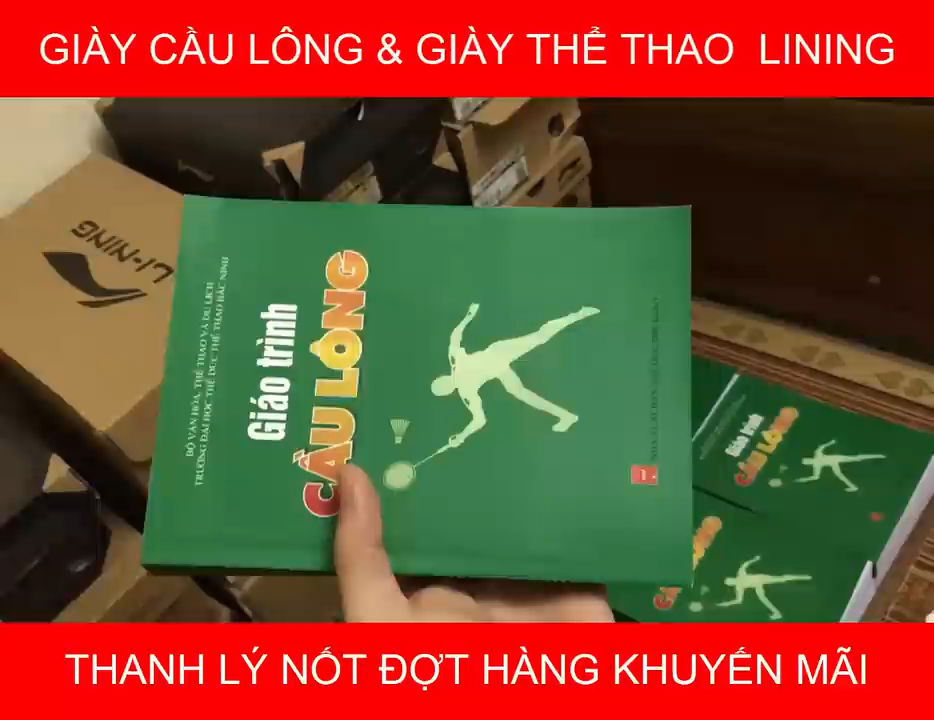 GIÀY CẦU LÔNG & GIÀY THỂ THAO LINING
LI-NING
BỘ VĂN HÓA, THỂ THAO VÀ DU LỊCH
TRƯỜNG ĐẠI HỌC THỂ DỤC THỂ THAO BẮC NINH
Giáo trình
CẦU LÔNG
Giáo trình
CẦU LÔNG
THANH LÝ NỐT ĐỢT HÀNG KHUYẾN MÃI